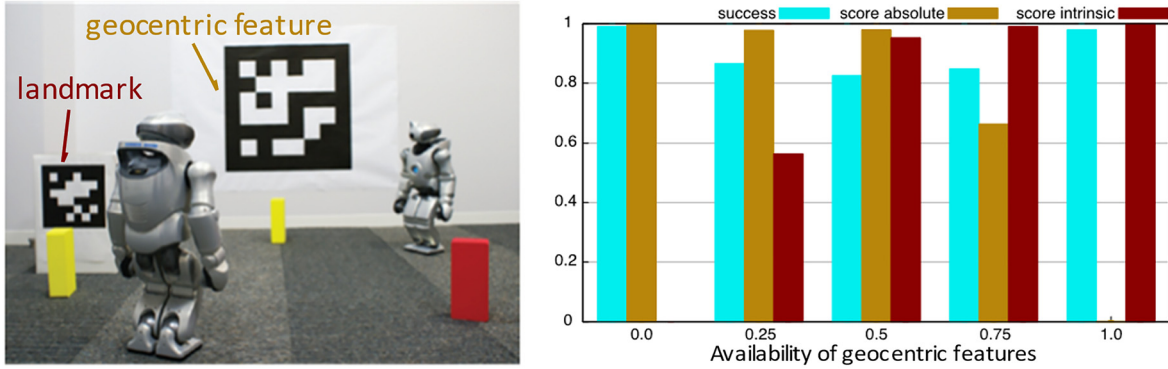 geocentric feature
landmark
success score absolute score intrinsic
1
0.8
0.6
0.4
0.2
0
0.0 0.25 0.5 0.75 1.0
Availability of geocentric features